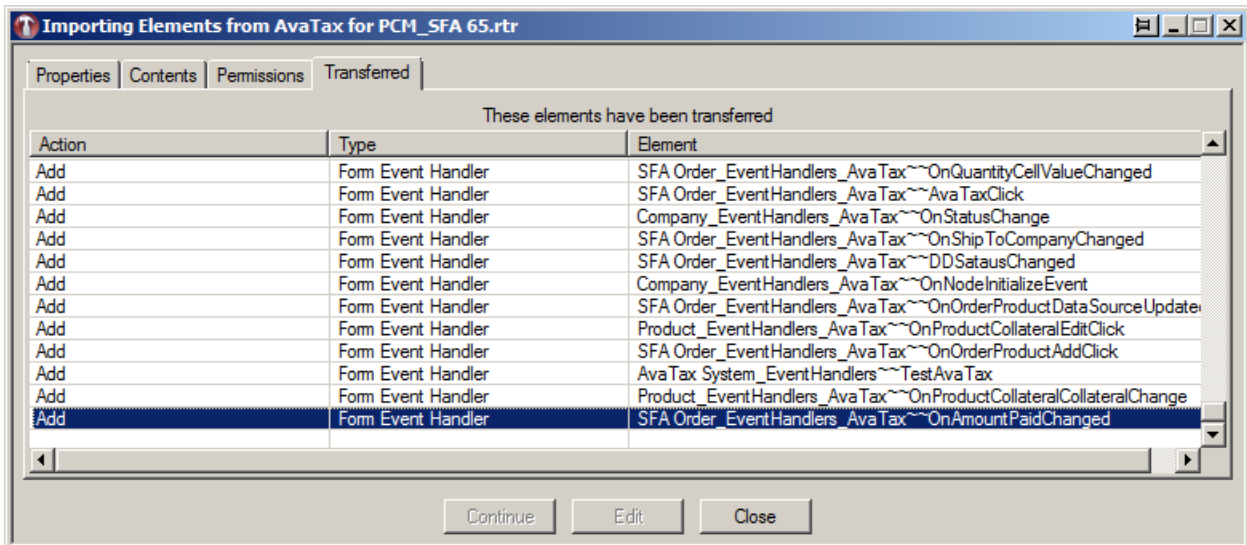 Importing Elements from AvaTax for PCM_SFA 65.rtr
Properties Contents Permissions Transferred
These elements have been transferred
Action Type Element
Add Form Event Handler SFA Order_EventHandlers_AvaTax~~OnQuantityCellValueChanged
Add Form Event Handler SFA Order_EventHandlers_AvaTax~~AvaTaxClick
Add Form Event Handler Company_EventHandlers_AvaTax~~OnStatusChange
Add Form Event Handler SFA Order_EventHandlers_AvaTax~~OnShipToCompanyChanged
Add Form Event Handler SFA Order_EventHandlers_AvaTax~~DDSatausChanged
Add Form Event Handler Company_EventHandlers_AvaTax~~OnNodeInitializeEvent
Add Form Event Handler SFA Order_EventHandlers_AvaTax~~OnOrderProductDataSourceUpdate
Add Form Event Handler Product_EventHandlers_AvaTax~~OnProductCollateralEditClick
Add Form Event Handler SFA Order_EventHandlers_AvaTax~~OnOrderProductAddClick
Add Form Event Handler AvaTax System_EventHandlers~~TestAvaTax
Add Form Event Handler Product_EventHandlers_AvaTax~~OnProductCollateralCollateralChange
Add Form Event Handler SFA Order_EventHandlers_AvaTax~~OnAmountPaidChanged
Continue Edit Close